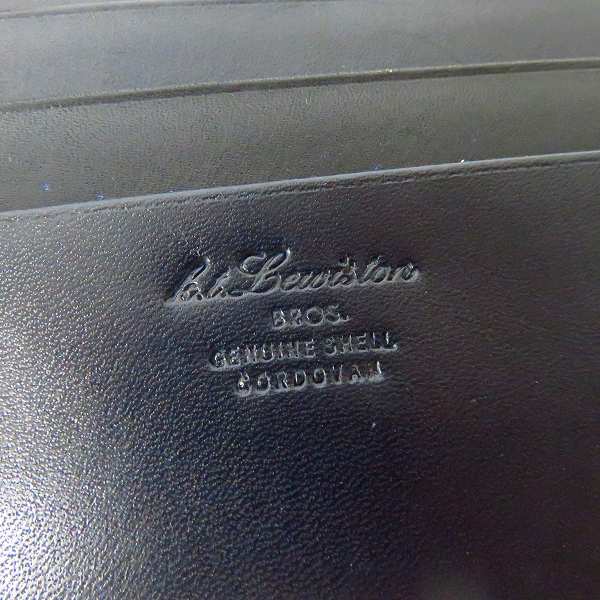 h.h.Lewiston
BROS.
GENUINE SHELL
CORDOVAN